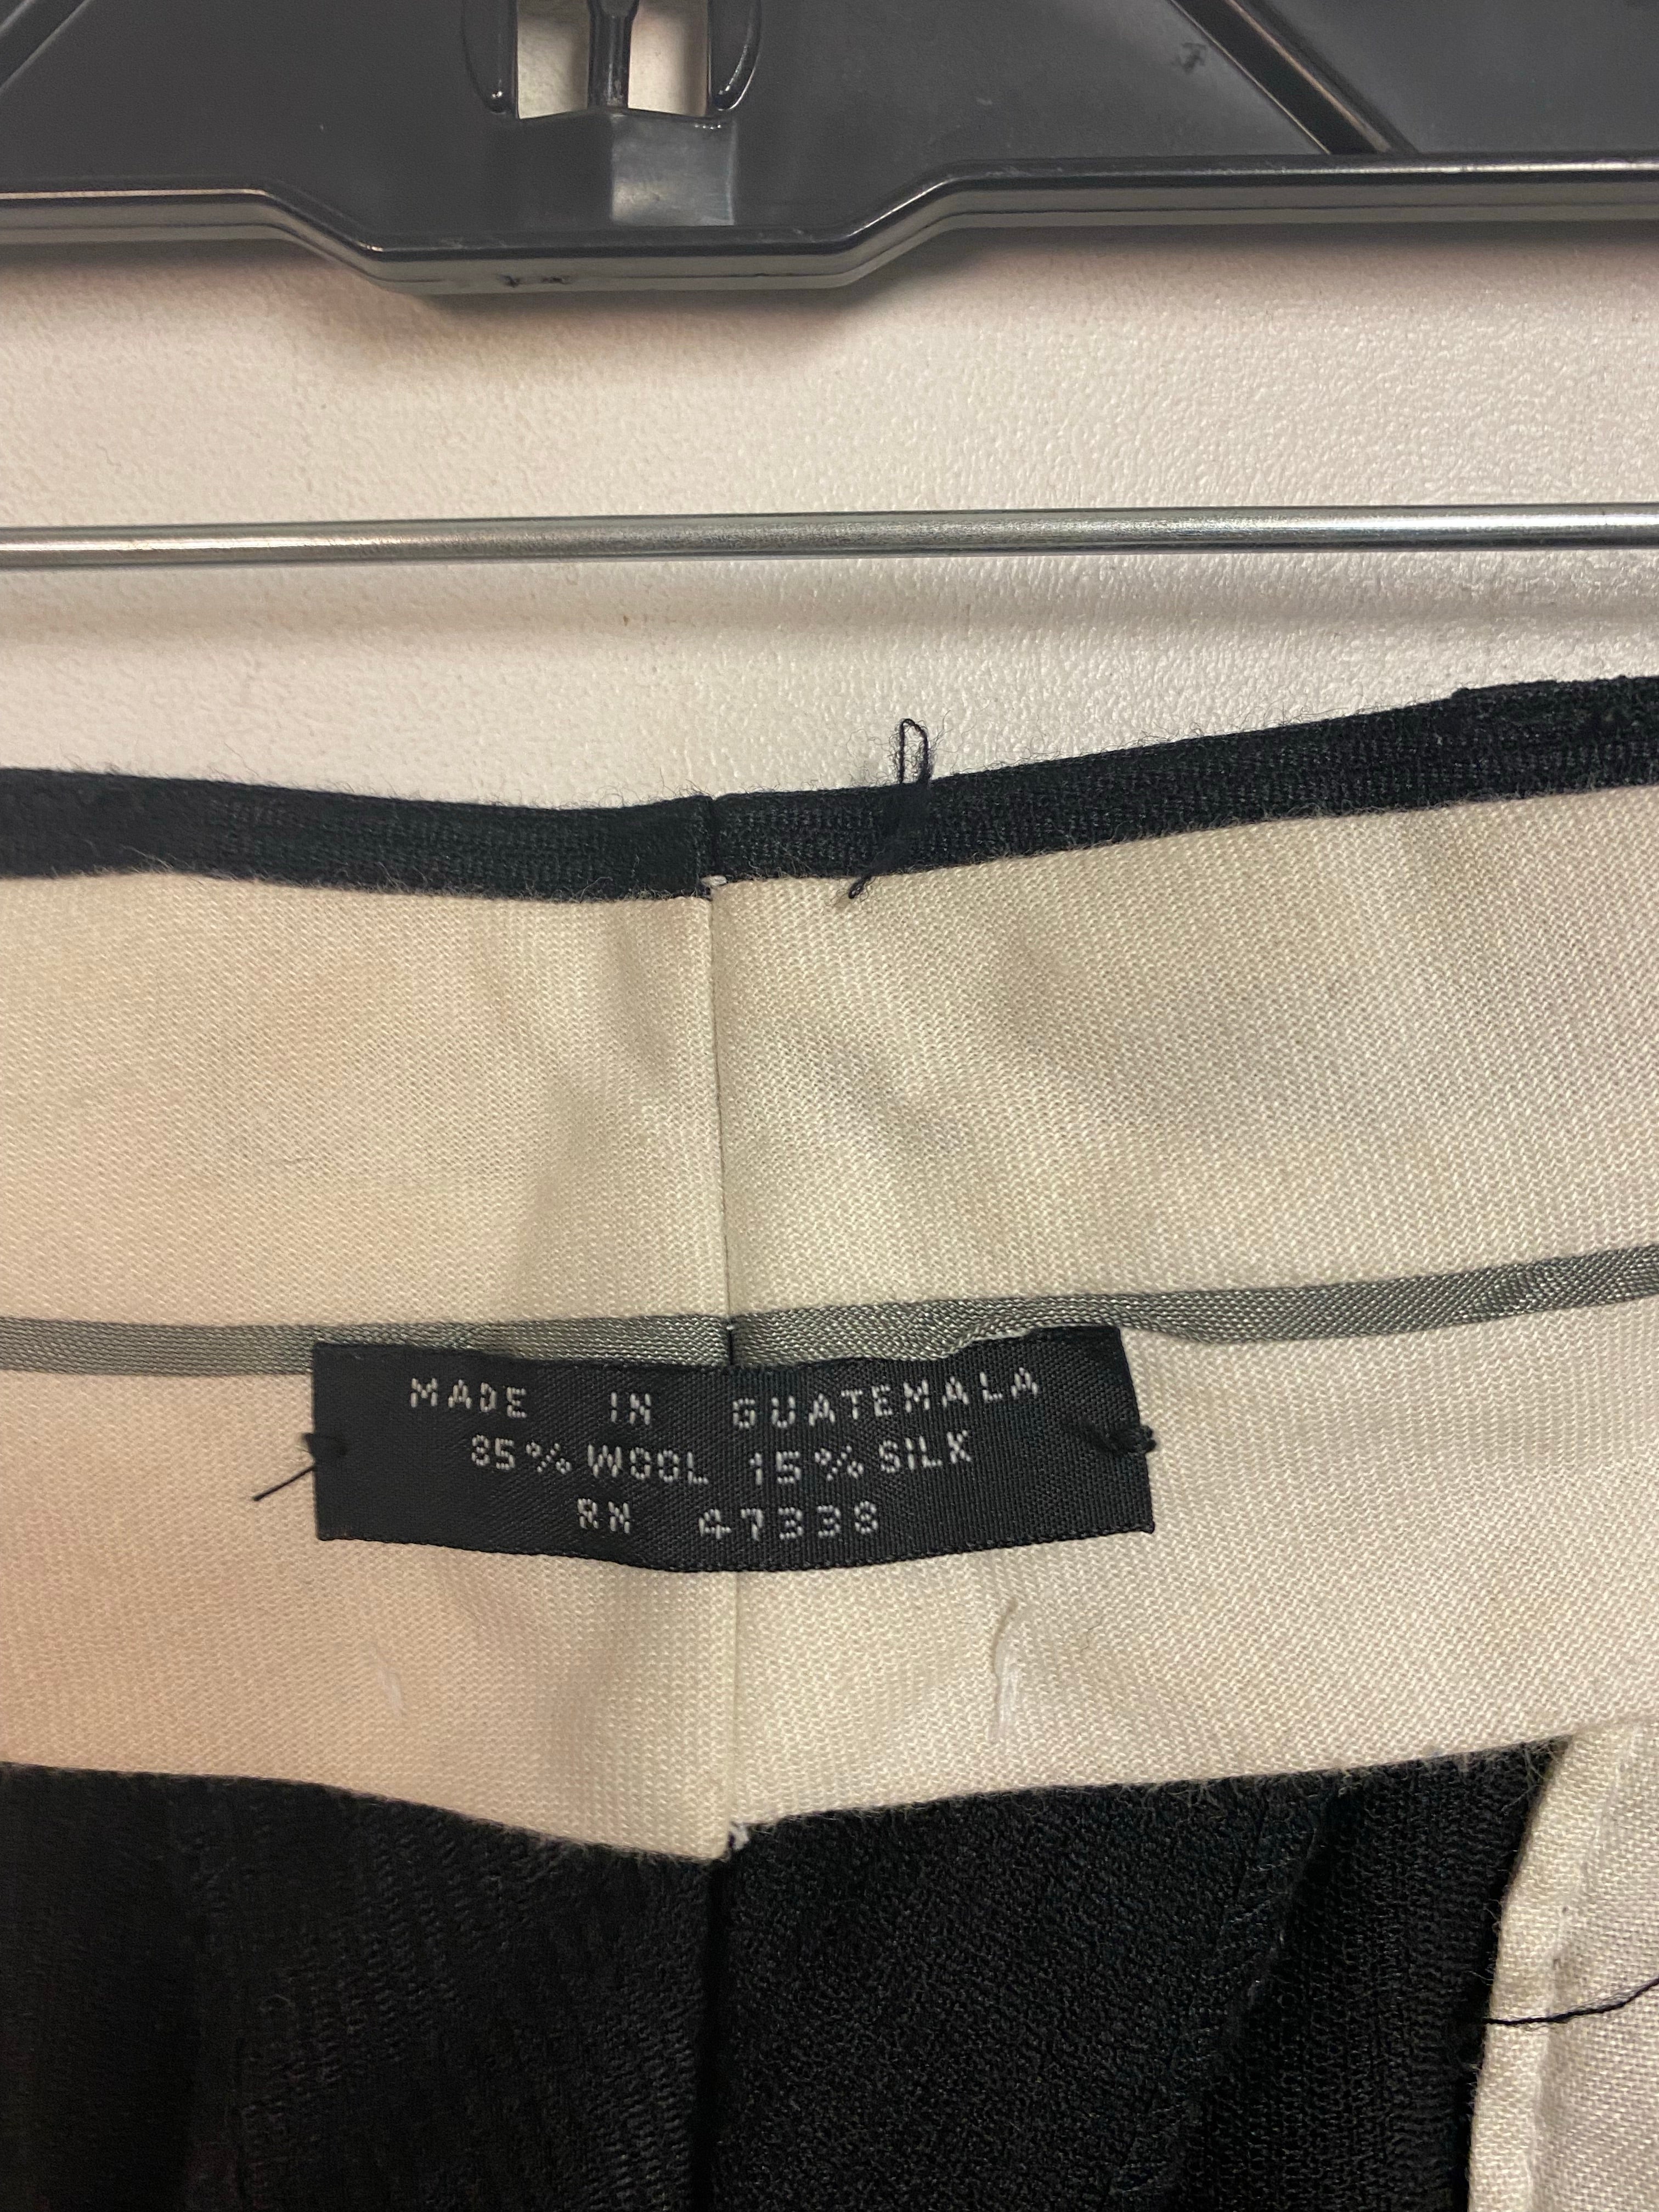 MADE IN GUATEMALA
85% WOOL 15% SILK
RN 47338